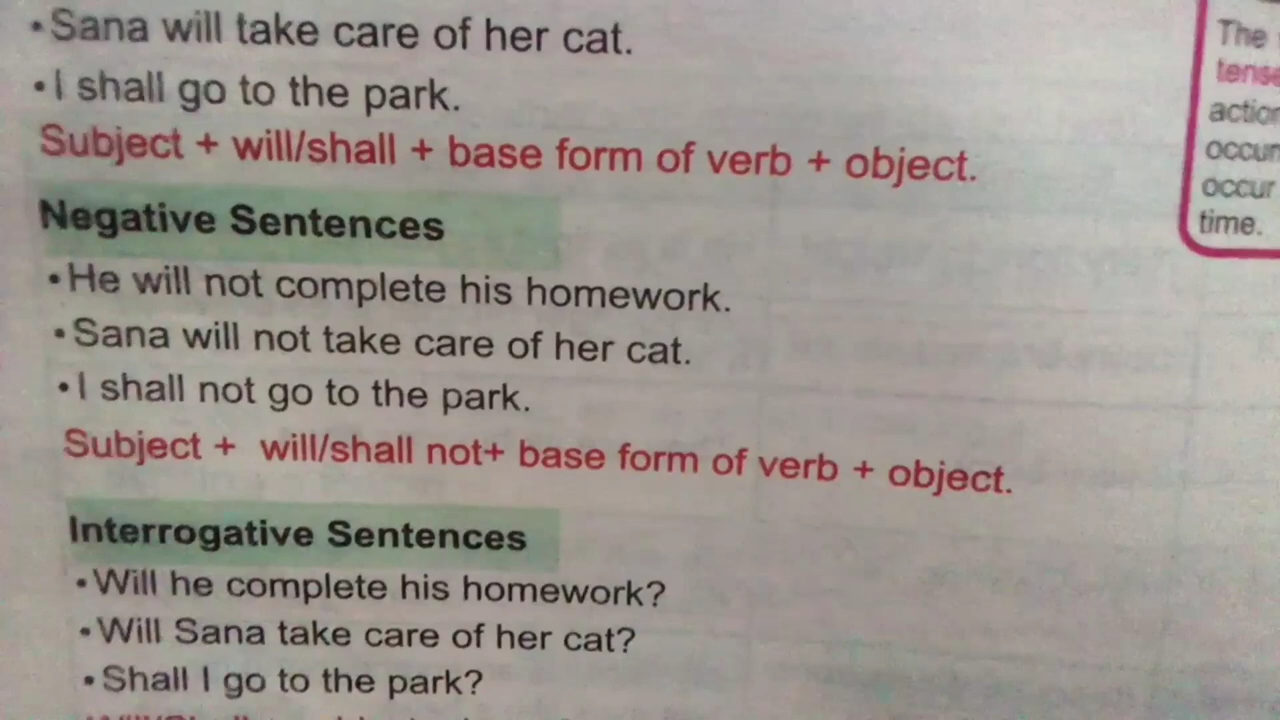 • Sana will take care of her cat.
• I shall go to the park.
Subject + will/shall + base form of verb + object.
Negative Sentences
• He will not complete his homework.
• Sana will not take care of her cat.
• I shall not go to the park.
Subject + will/shall not+ base form of verb + object.
Interrogative Sentences
• Will he complete his homework?
• Will Sana take care of her cat?
• Shall I go to the park?
The
tense
action
occur
time.